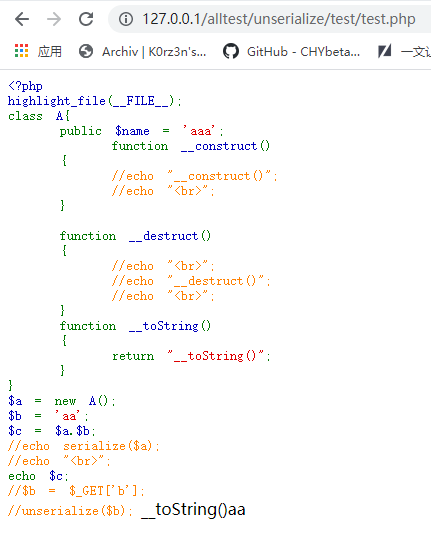 127.0.0.1/alltest/unserialize/test/test.php
应用 Archiv | K0rz3n's... GitHub - CHYbeta... 一文让
<?php
highlight_file(__FILE__);
class A{
public $name = 'aaa';
function __construct()
{
//echo "__construct()";
//echo "<br>";
}
function __destruct()
{
//echo "<br>";
//echo "__destruct()";
//echo "<br>";
}
function __toString()
{
return "__toString()";
}
}
$a = new A();
$b = 'aa';
$c = $a.$b;
//echo serialize($a);
//echo "<br>";
echo $c;
//$b = $_GET['b'];
//unserialize($b); __toString()aa